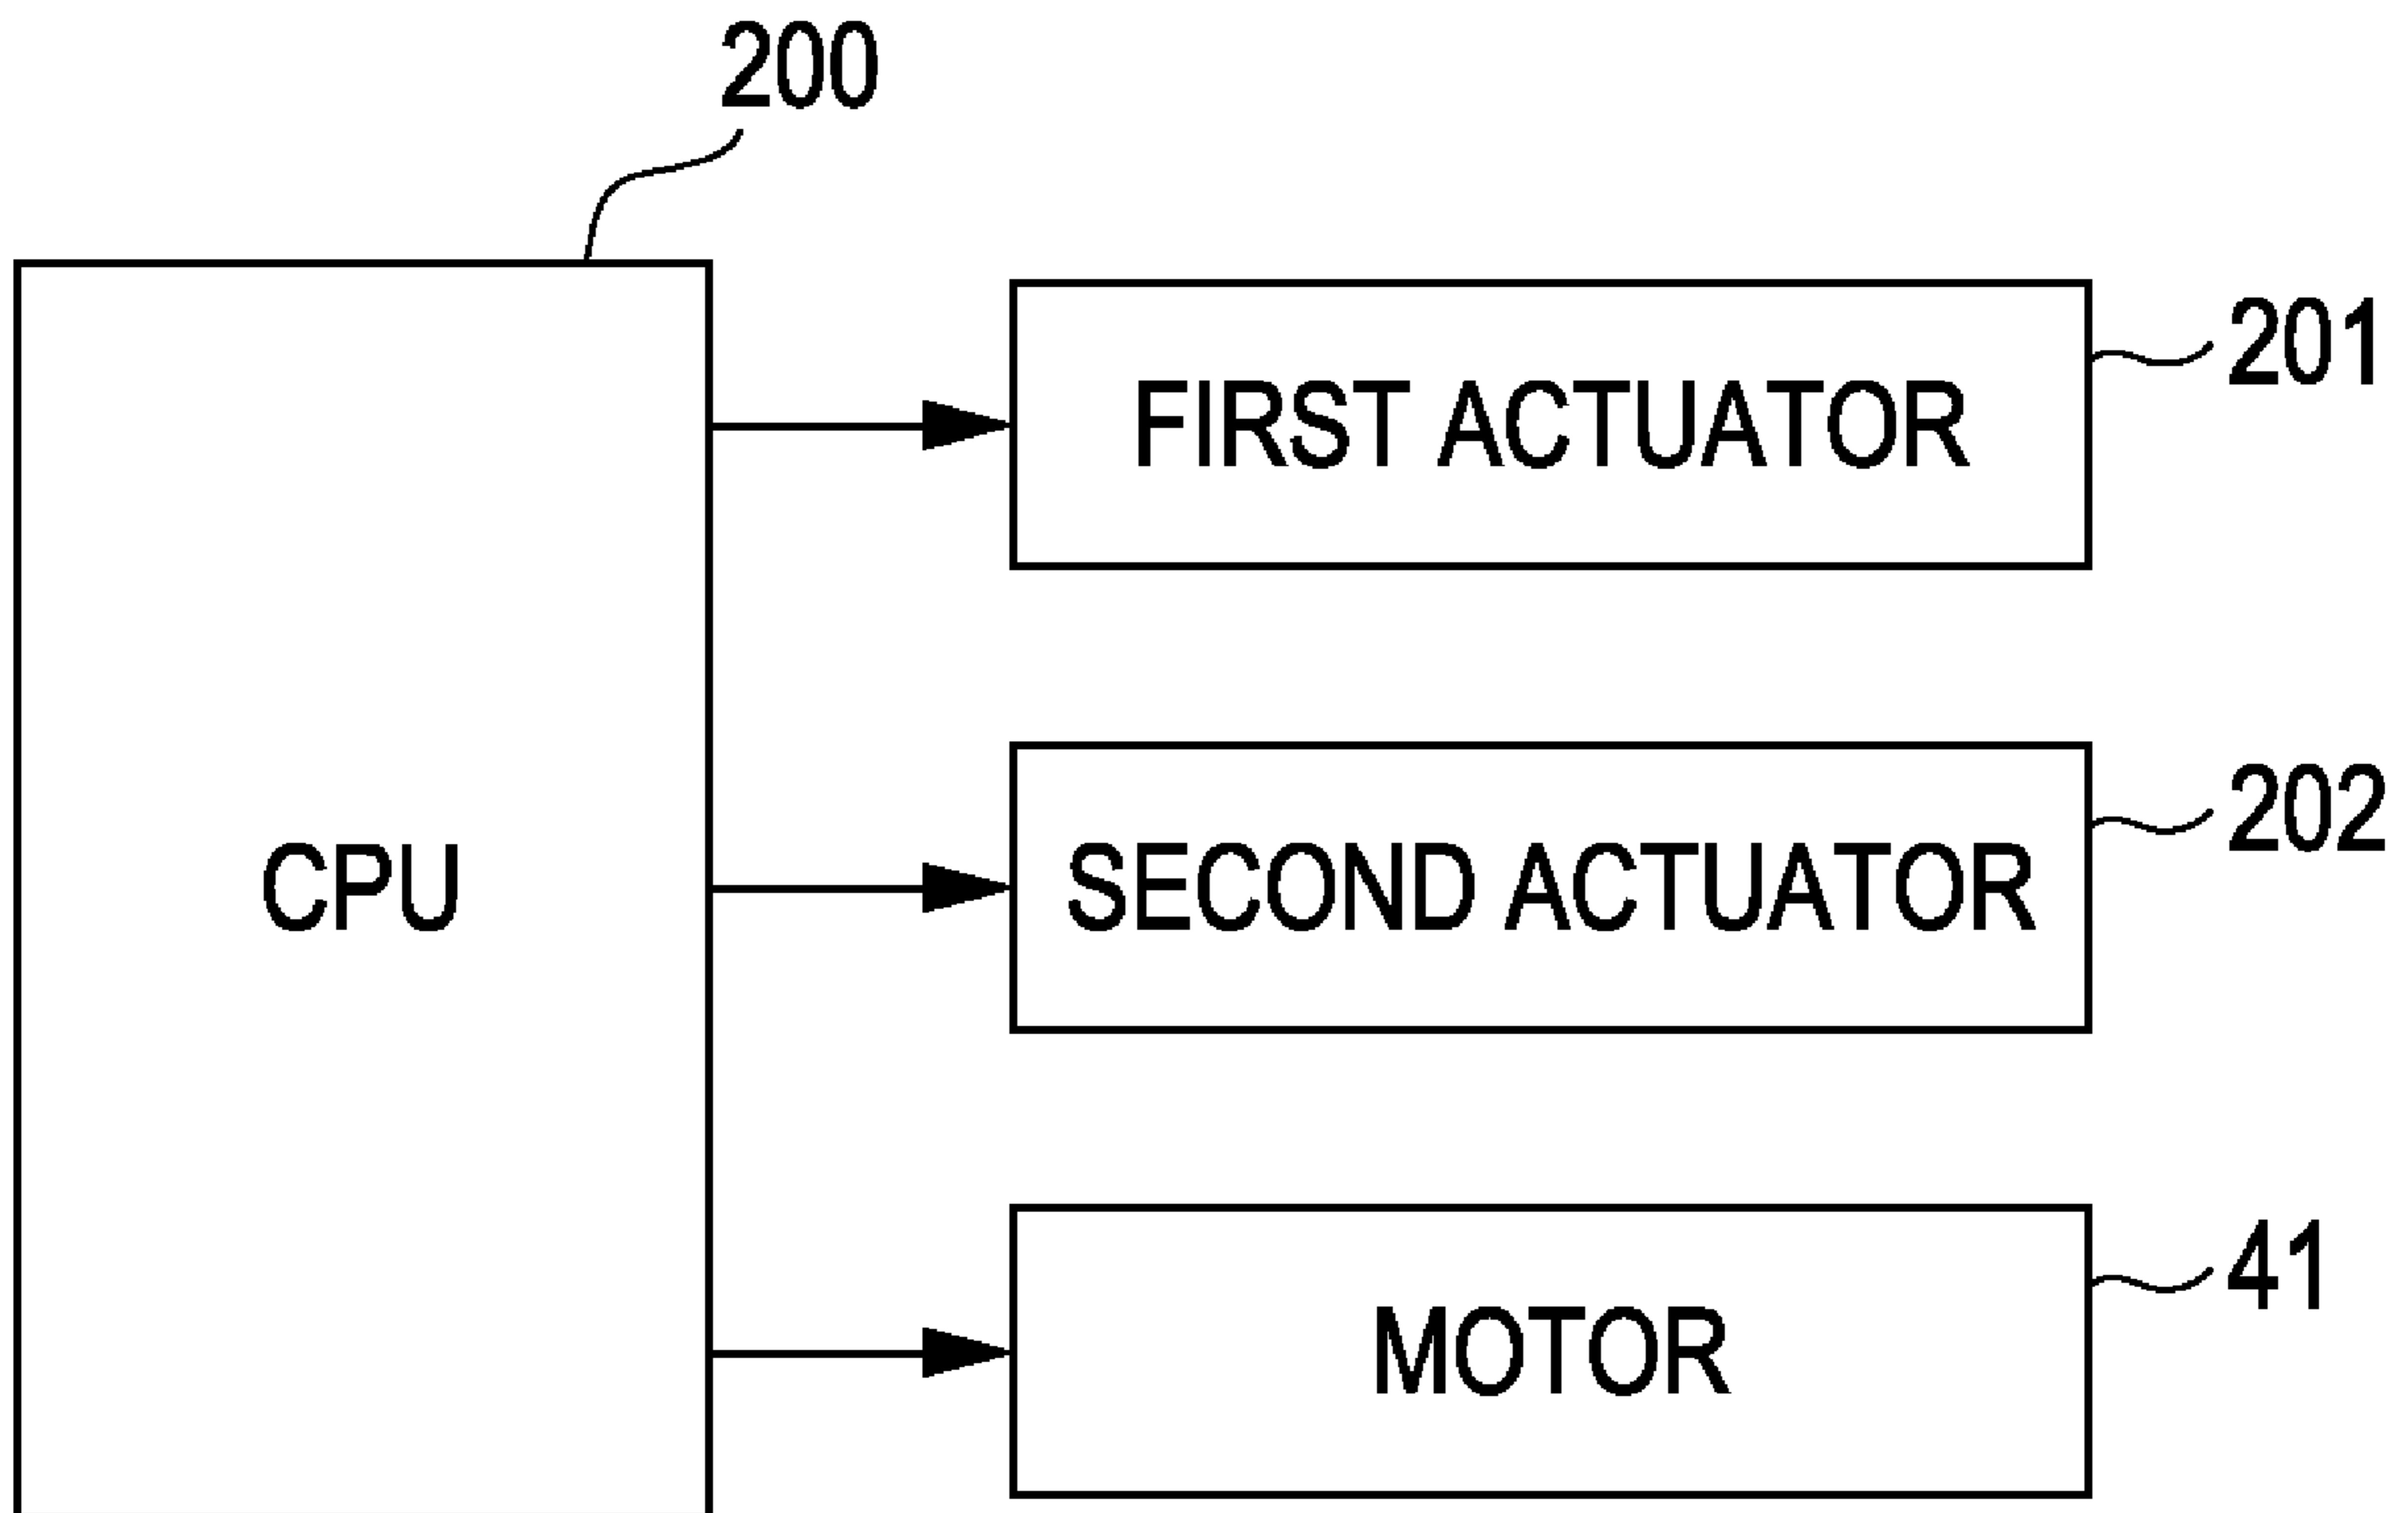 200
FIRST ACTUATOR
201
CPU
SECOND ACTUATOR
202
MOTOR
41